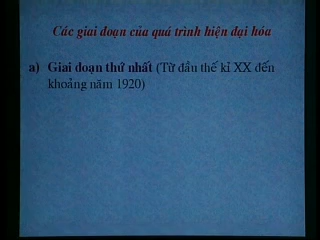 Các giai đoạn của quá trình hiện đại hóa
a) Giai đoạn thứ nhất (Từ đầu thế kỉ XX đến
khoảng năm 1920)